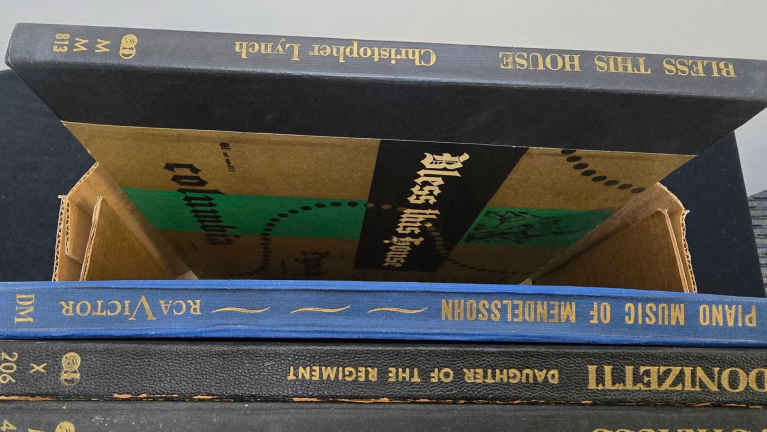 BLESS THIS HOUSE Christopher Lynch
M
M
813
Bless this House
Columbia
PIANO MUSIC OF MENDELSSOHN RCA VICTOR
DM
DONIZETTI DAUGHTER OF THE REGIMENT
X
206